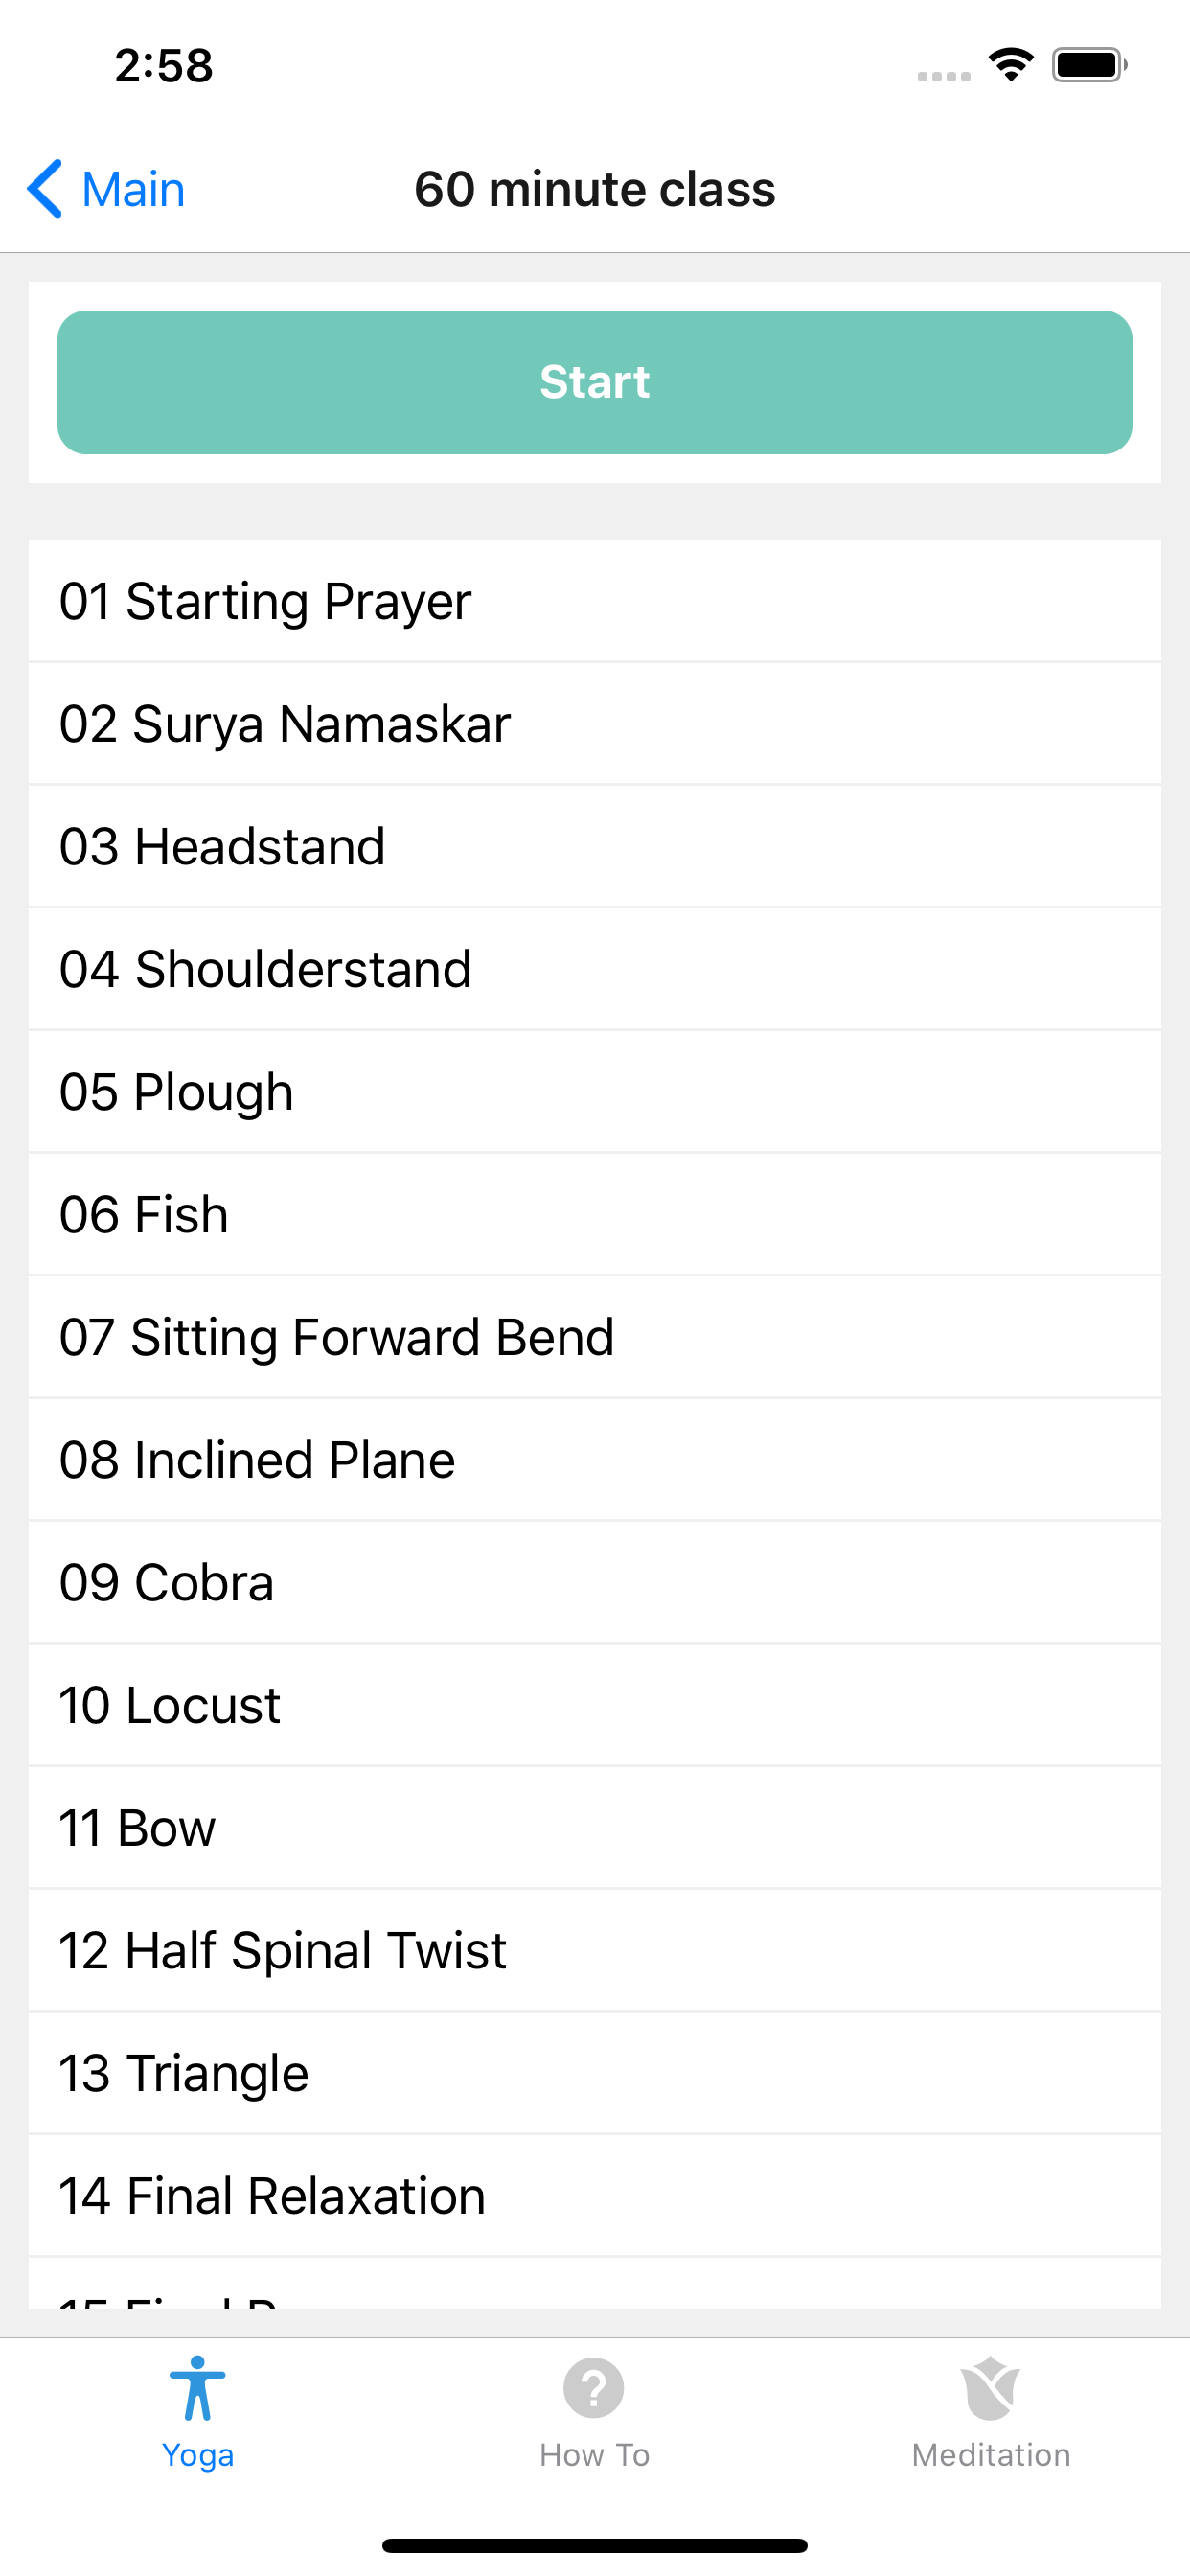 2:58
Main
60 minute class
Start
01 Starting Prayer
02 Surya Namaskar
03 Headstand
04 Shoulderstand
05 Plough
06 Fish
07 Sitting Forward Bend
08 Inclined Plane
09 Cobra
10 Locust
11 Bow
12 Half Spinal Twist
13 Triangle
14 Final Relaxation
15 Final
Yoga
How To
Meditation